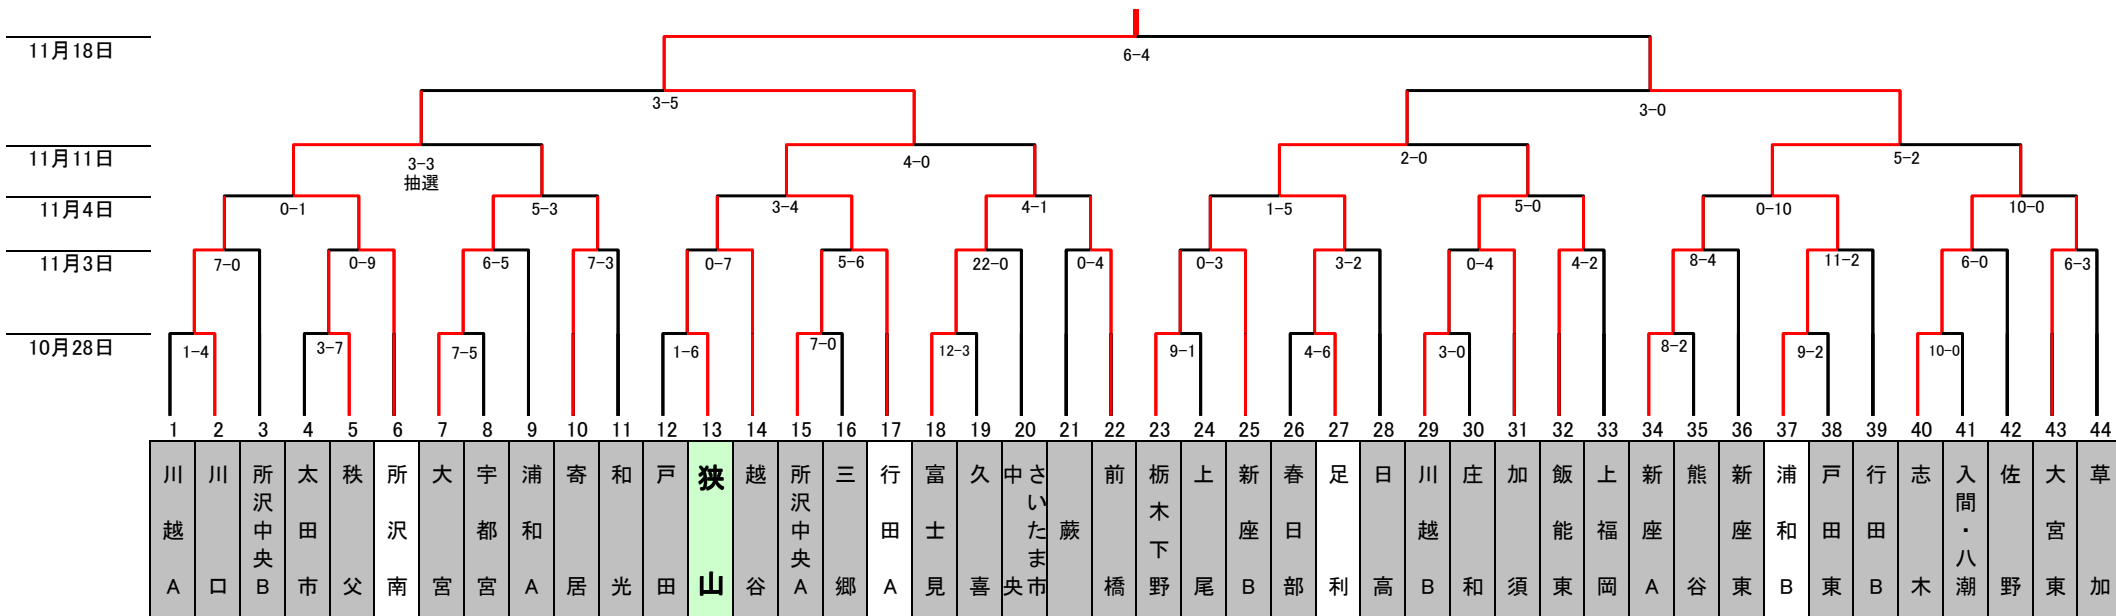 6-4
11月18日
3-5
3-0
11月11日
3-3
抽選
4-0
2-0
5-2
11月4日
0-1
5-3
3-4
4-1
1-5
5-0
0-10
10-0
11月3日
7-0
0-9
6-5
7-3
0-7
5-6
22-0
0-4
0-3
3-2
0-4
4-2
8-4
11-2
6-0
6-3
10月28日
1-4
3-7
7-5
1-6
7-0
12-3
9-1
4-6
3-0
8-2
9-2
10-0
1 2 3 4 5 6 7 8 9 10 11 12 13 14 15 16 17 18 19 20 21 22 23 24 25 26 27 28 29 30 31 32 33 34 35 36 37 38 39 40 41 42 43 44
川越A
川口
所沢中央B
太田市
秩父
所沢南
大宮
宇都宮
浦和A
寄居
和光
戸田
狭山
越谷
所沢中央A
三郷
行田A
富士見
久喜
さいたま市
中央
蕨
前橋
栃木下野
上尾
新座B
春日部
足利
日高
川越B
庄和
加須
飯能東
上福岡
新座A
熊谷
新座東
浦和B
戸田東
行田B
志木
入間・八潮
佐野
大宮東
草加